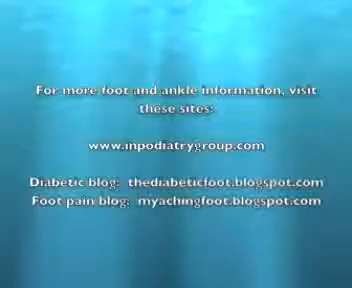 For more foot and ankle information, visit
these sites:
www.inpodiatrygroup.com
Diabetic blog: thediabeticfoot.blogspot.com
Foot pain blog: myachingfoot.blogspot.com